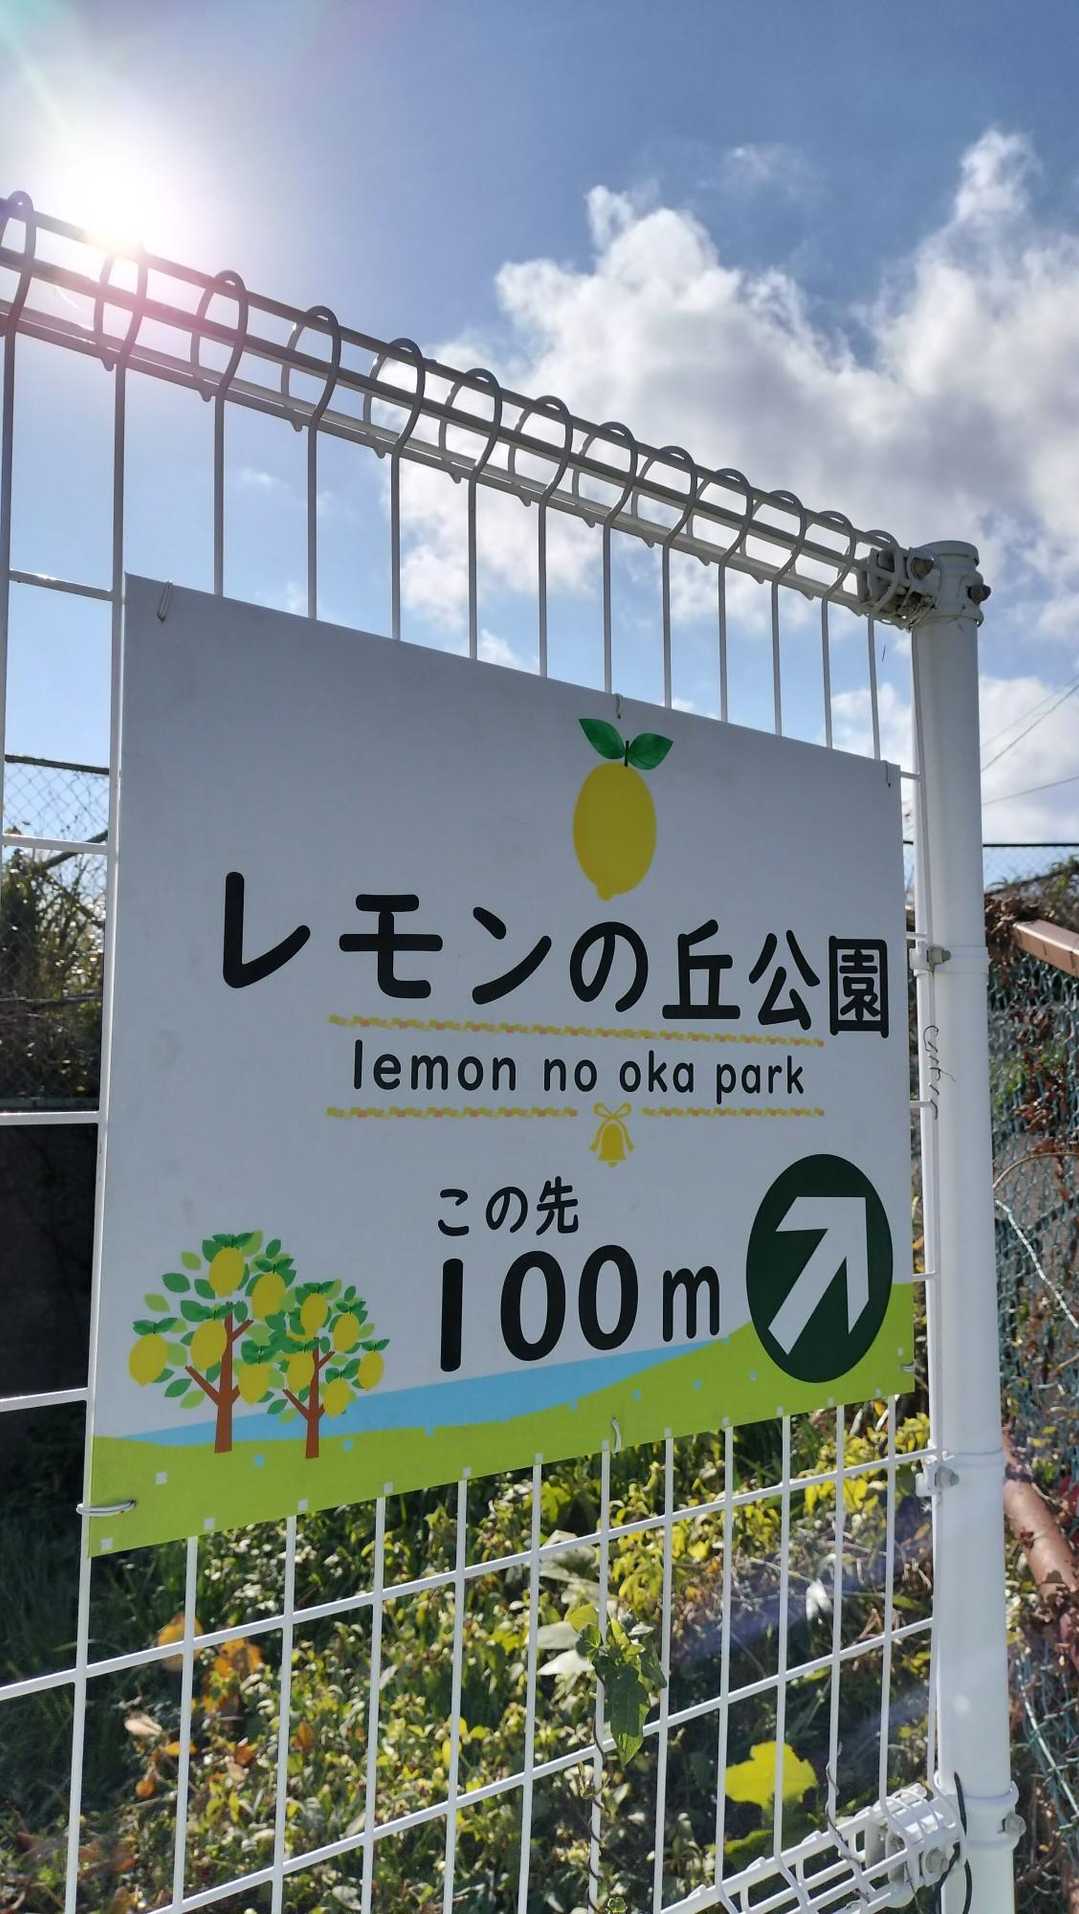 レモンの丘公園
lemon no oka park
この先
100m